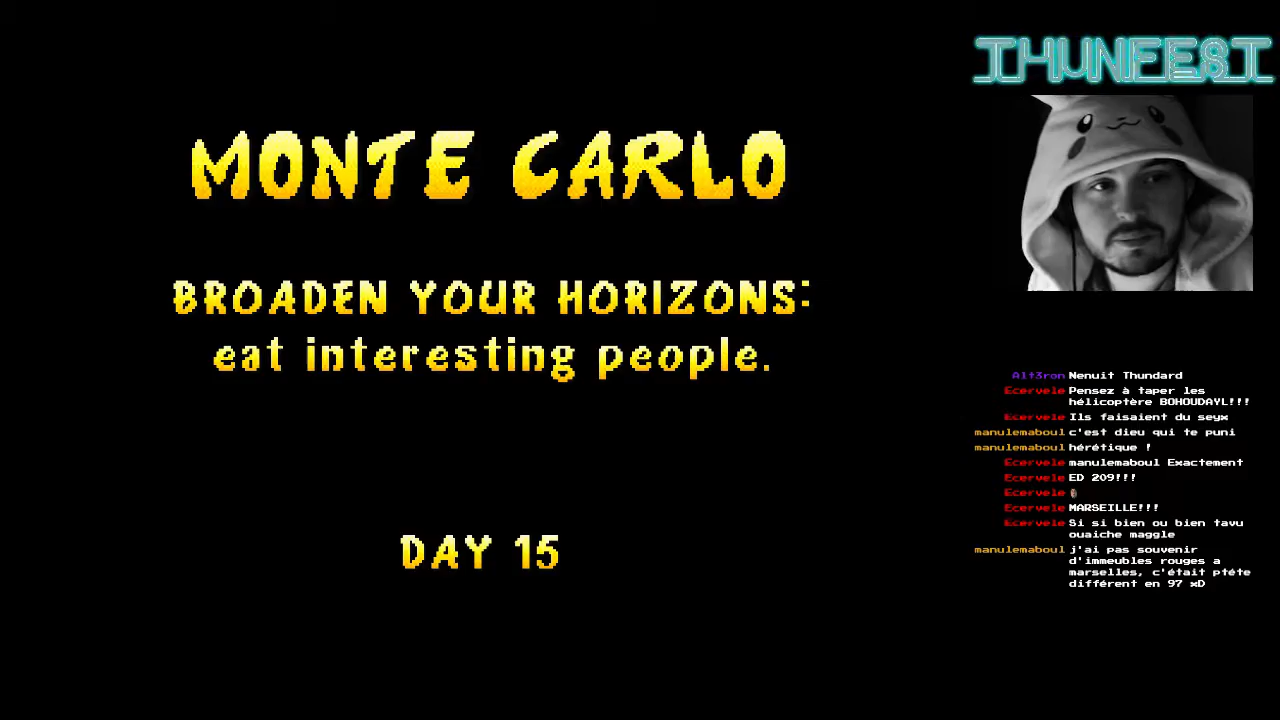 THUNFEST
MONTE CARLO
BROADEN YOUR HORIZONS:
eat interesting people.
DAY 15
Alt3ron Nenuit Thundard
Ecervele Pensez à taper les
hélicoptère BOHOUDAYL!!!
Ecervele Ils faisaient du seyx
manulemaboul c'est dieu qui te puni
manulemaboul hérétique !
Ecervele manulemaboul Exactement
Ecervele ED 209!!!
Ecervele
Ecervele MARSEILLE!!!
Ecervele Si si bien ou bien tavu
ouaiche maggle
manulemaboul j'ai pas souvenir
d'immeubles rouges a
marselles, c'était ptéte
différent en 97 xD